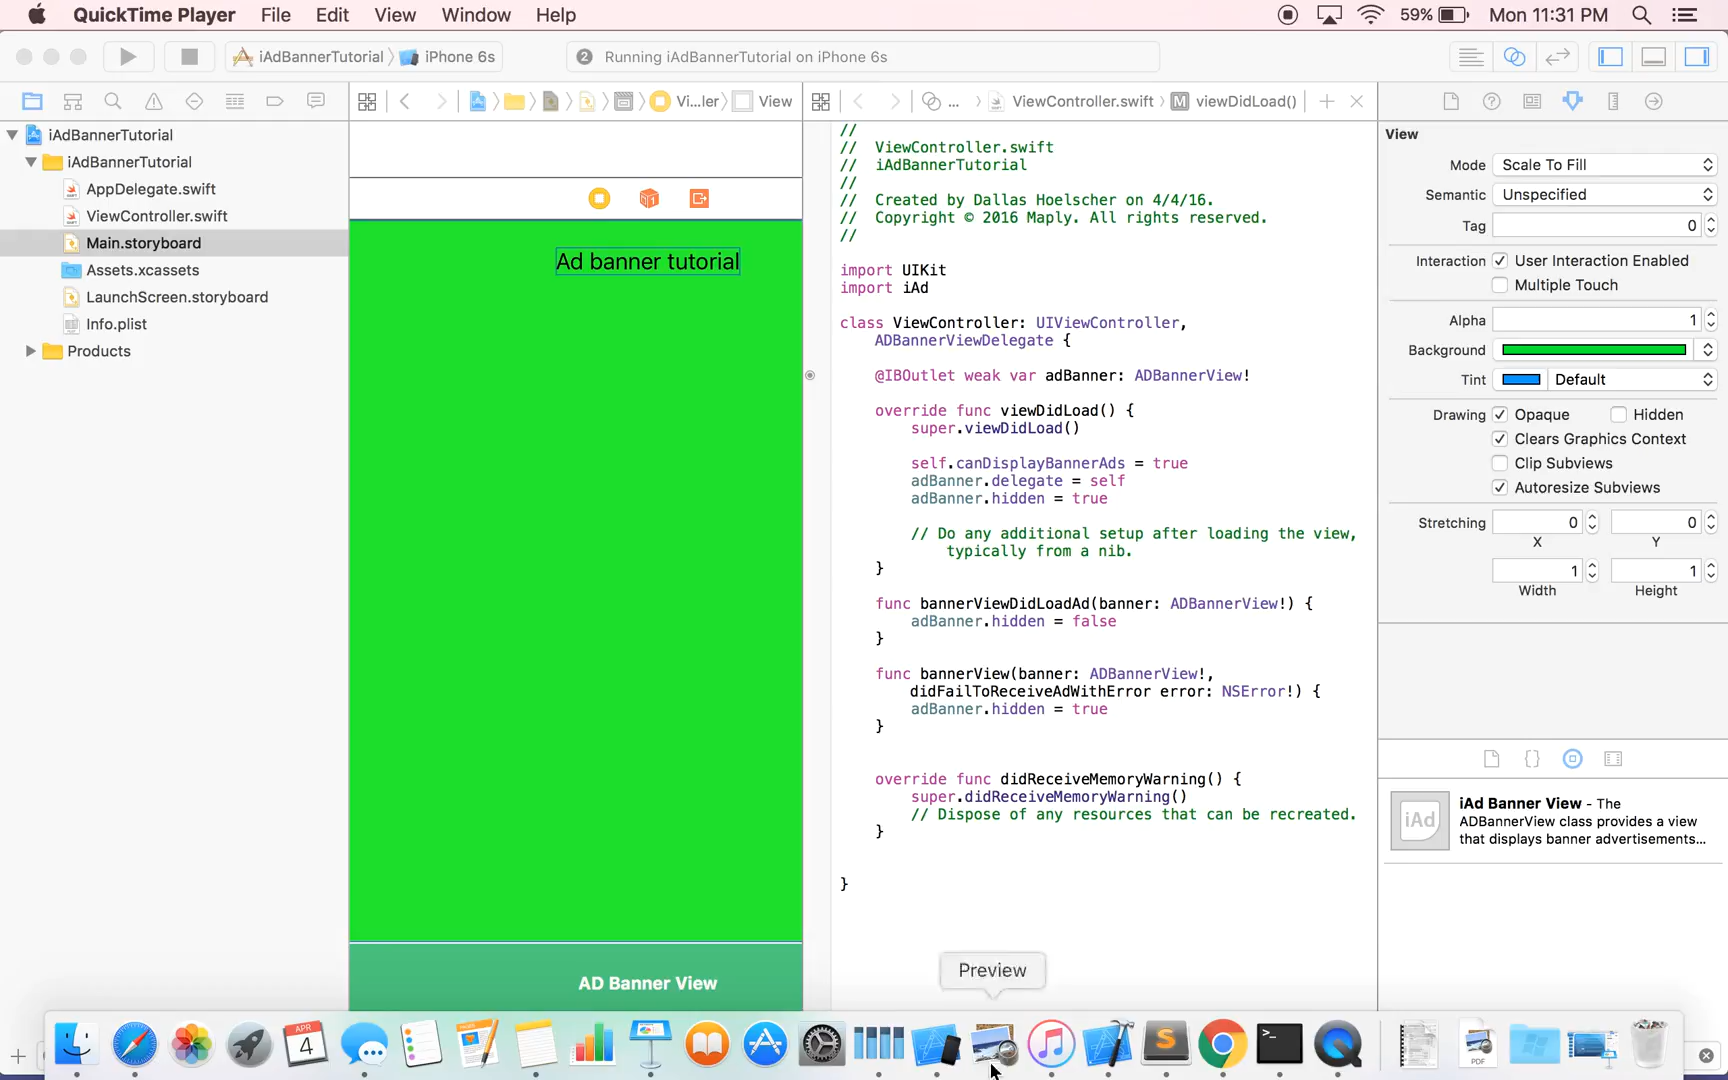 QuickTime Player File Edit View Window Help 59% Mon 11:31 PM
iAdBannerTutorial iPhone 6s 2 Running iAdBannerTutorial on iPhone 6s
Vi...ler View ... ViewController.swift M viewDidLoad()
iAdBannerTutorial
iAdBannerTutorial
AppDelegate.swift
ViewController.swift
Main.storyboard
Assets.xcassets
LaunchScreen.storyboard
Info.plist
Products
Ad banner tutorial
AD Banner View
//
// ViewController.swift
// iAdBannerTutorial
//
// Created by Dallas Hoelscher on 4/4/16.
// Copyright © 2016 Maply. All rights reserved.
//
import UIKit
import iAd
class ViewController: UIViewController,
ADBannerViewDelegate {
@IBOutlet weak var adBanner: ADBannerView!
override func viewDidLoad() {
super.viewDidLoad()
self.canDisplayBannerAds = true
adBanner.delegate = self
adBanner.hidden = true
// Do any additional setup after loading the view,
typically from a nib.
}
func bannerViewDidLoadAd(banner: ADBannerView!) {
adBanner.hidden = false
}
func bannerView(banner: ADBannerView!,
didFailToReceiveAdWithError error: NSError!) {
adBanner.hidden = true
}
override func didReceiveMemoryWarning() {
super.didReceiveMemoryWarning()
// Dispose of any resources that can be recreated.
}
}
View
Mode Scale To Fill
Semantic Unspecified
Tag 0
Interaction User Interaction Enabled
Multiple Touch
Alpha 1
Background
Tint Default
Drawing Opaque Hidden
Clears Graphics Context
Clip Subviews
Autoresize Subviews
Stretching 0 0
X Y
1 1
Width Height
iAd
iAd Banner View - The
ADBannerView class provides a view
that displays banner advertisements...
Preview
APR
4
PAGES
S
>_
PDF